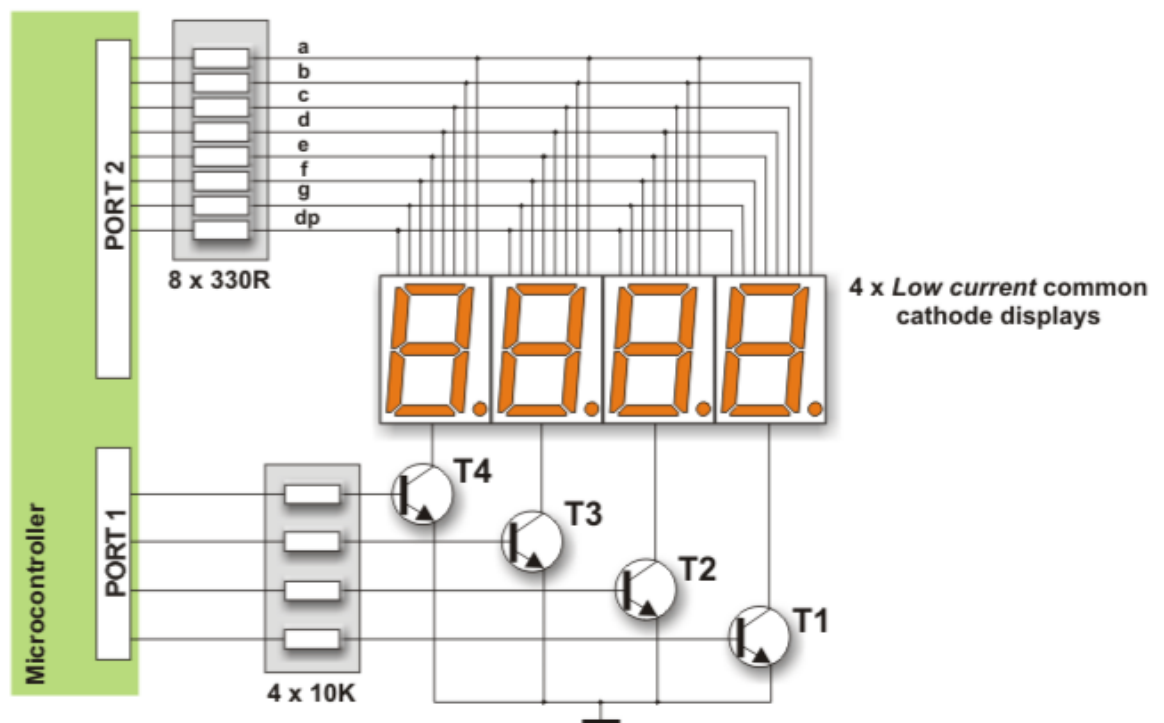 a
b
c
d
e
f
g
dp
PORT 2
8 x 330R
4 x Low current common
cathode displays
T4
T3
T2
T1
PORT 1
Microcontroller
4 x 10K